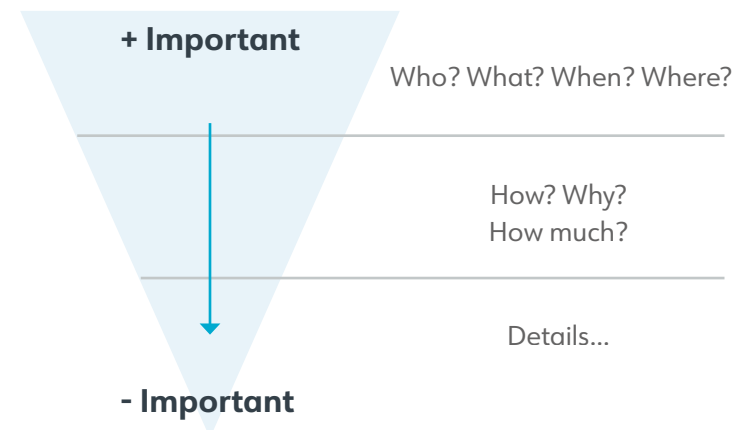 + Important
Who? What? When? Where?
How? Why?
How much?
Details...
- Important